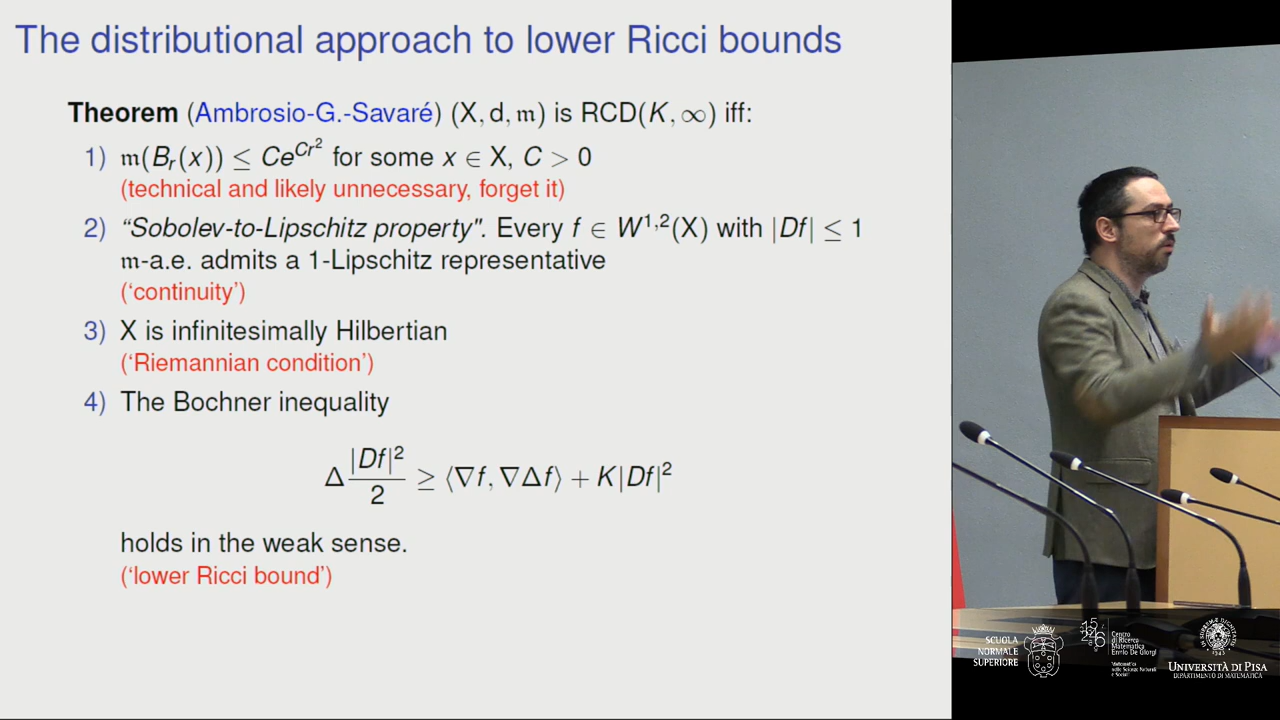 The distributional approach to lower Ricci bounds
Theorem (Ambrosio-G.-Savaré) (X, d, 𝔪) is RCD(K, ∞) iff:
1) 𝔪(Bᵣ(x)) ≤ Ce^{Cr²} for some x ∈ X, C > 0
(technical and likely unnecessary, forget it)
2) “Sobolev-to-Lipschitz property". Every f ∈ W^{1,2}(X) with |Df| ≤ 1
𝔪-a.e. admits a 1-Lipschitz representative
(‘continuity’)
3) X is infinitesimally Hilbertian
(‘Riemannian condition’)
4) The Bochner inequality
Δ |Df|²/2 ≥ ⟨∇f, ∇Δf⟩ + K|Df|²
holds in the weak sense.
(‘lower Ricci bound’)
SCUOLA
NORMALE
SUPERIORE
Centro
di Ricerca
Matematica
Ennio De Giorgi
UNIVERSITÀ DI PISA
DIPARTIMENTO DI MATEMATICA